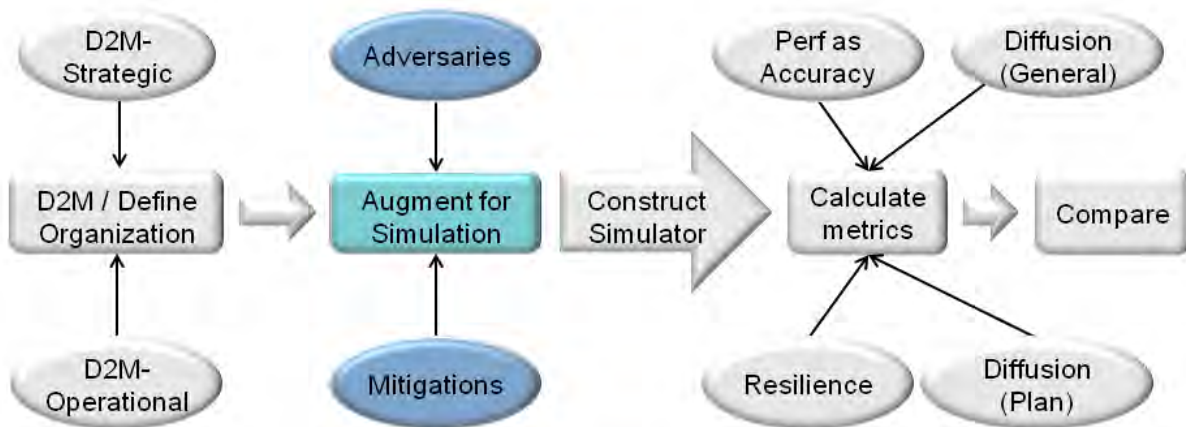 D2M-
Strategic
Adversaries
Perf as
Accuracy
Diffusion
(General)
D2M / Define
Organization
Augment for
Simulation
Construct
Simulator
Calculate
metrics
Compare
D2M-
Operational
Mitigations
Resilience
Diffusion
(Plan)